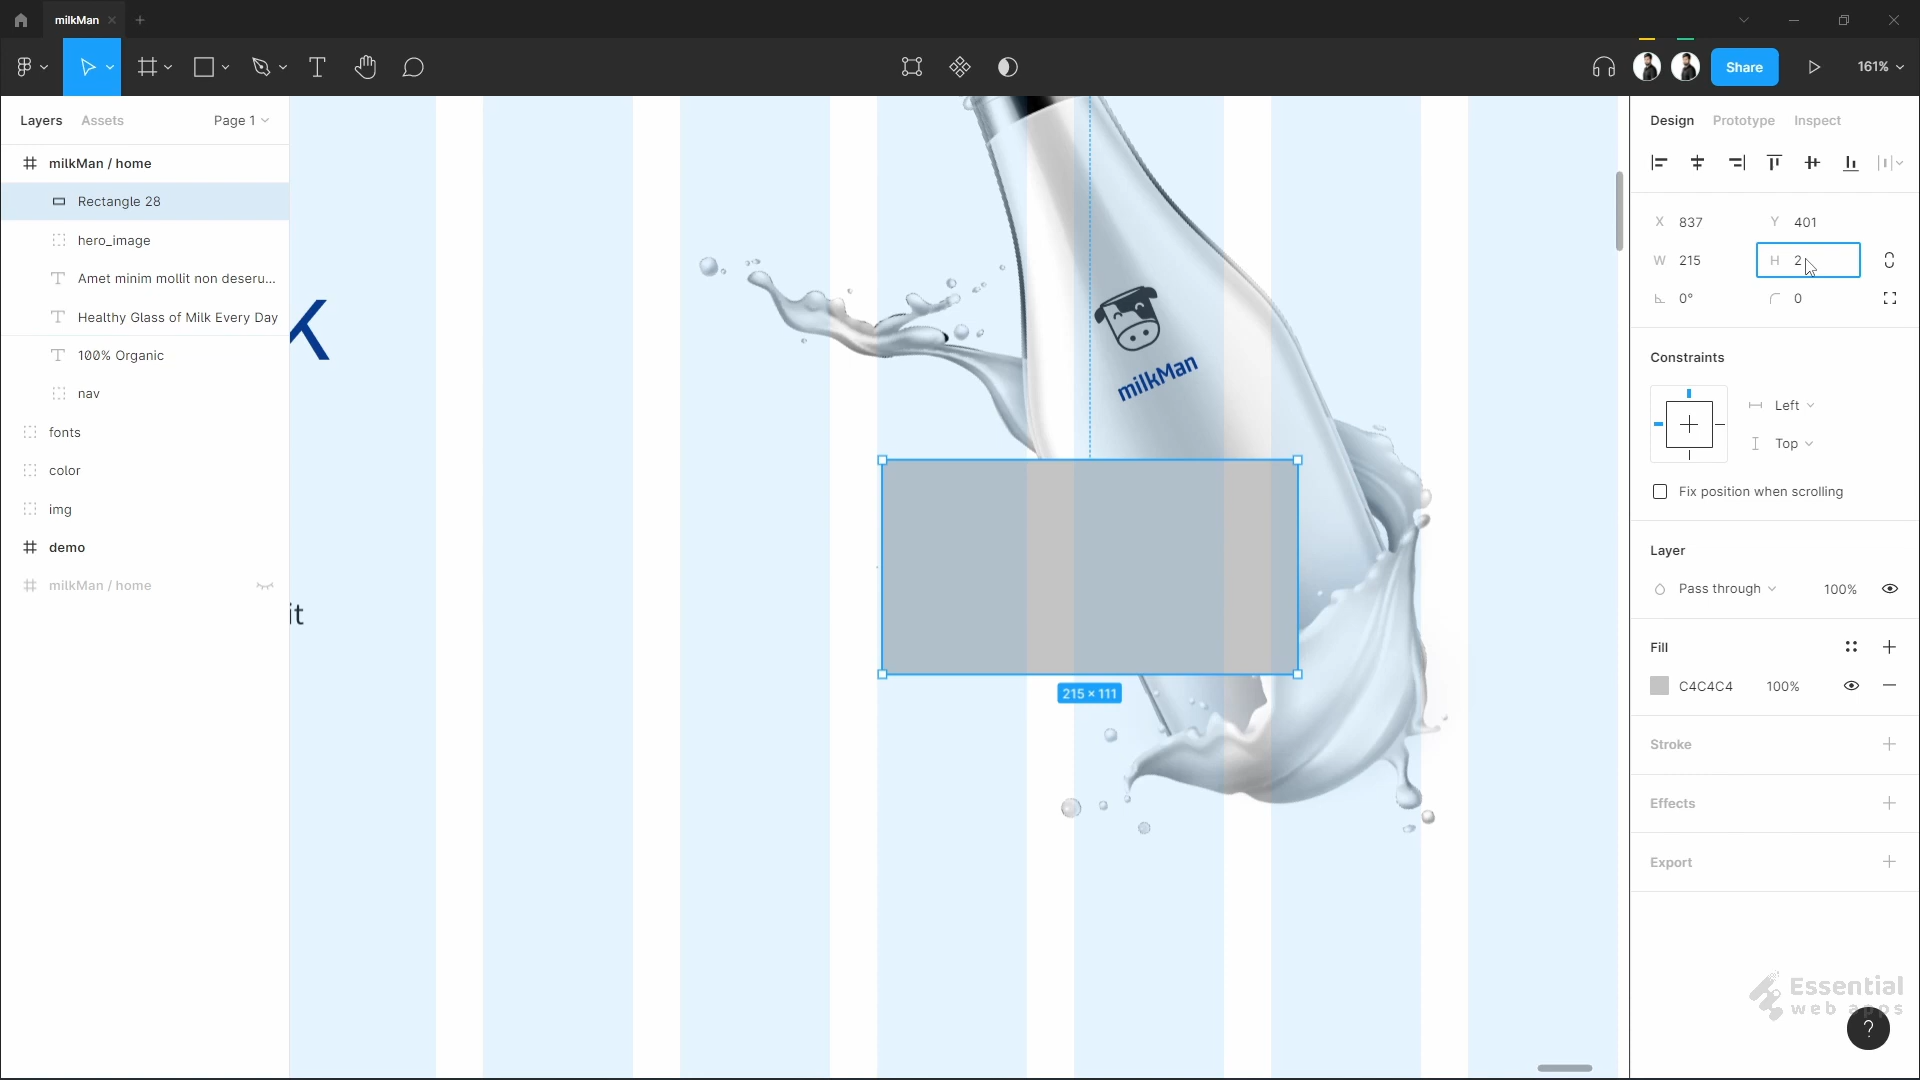 milkMan
Share
161%
Layers
Assets
Page 1
milkMan / home
Rectangle 28
hero_image
Amet minim mollit non deseru...
Healthy Glass of Milk Every Day
100% Organic
nav
fonts
color
img
demo
milkMan / home
K
it
milkMan
215 × 111
Design
Prototype
Inspect
X 837
Y 401
W 215
H 2
0°
0
Constraints
Left
Top
Fix position when scrolling
Layer
Pass through
100%
Fill
C4C4C4
100%
Stroke
Effects
Export
Essential
web apps
?